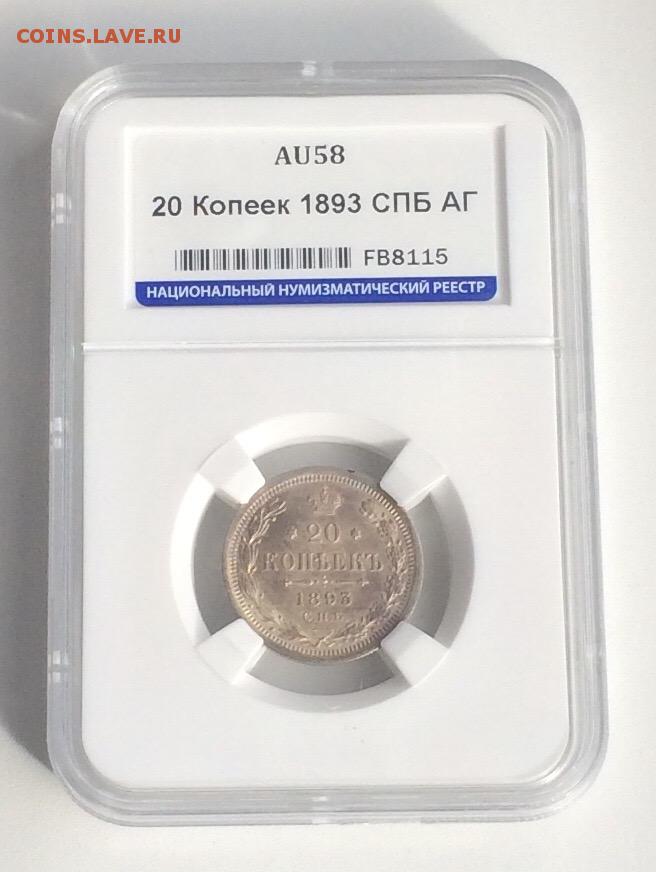 COINS.LAVE.RU
AU58
20 Копеек 1893 СПБ АГ
FB8115
НАЦИОНАЛЬНЫЙ НУМИЗМАТИЧЕСКИЙ РЕЕСТР
20
КОПѢЕКЪ
1893
С.П.Б.